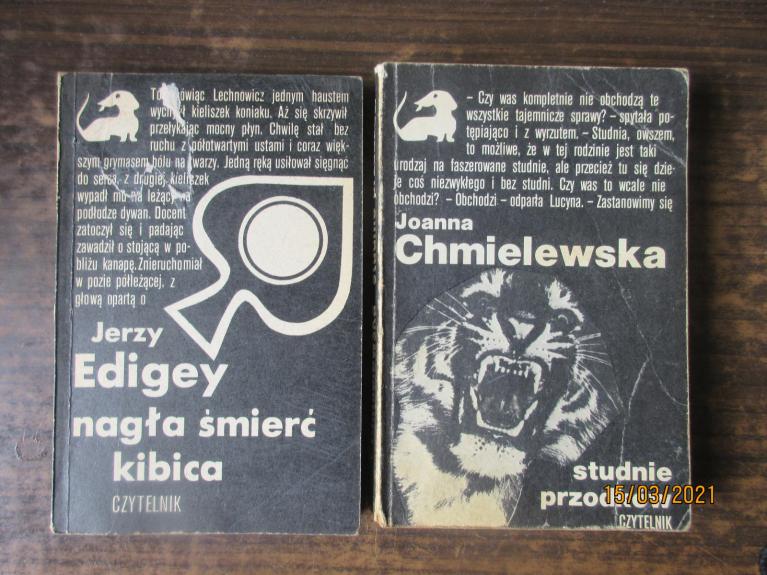 To mówiąc Lechnowicz jednym haustem
wychylił kieliszek koniaku. Aż się skrzywił
przełykając mocny płyn. Chwilę stał bez
ruchu z półotwartymi ustami i coraz więk-
szym grymasem bólu na twarzy. Jedną ręką usiłował sięgnąć
do serca, z drugiej kieliszek
wypadł mu na leżący na
podłodze dywan. Docent
zatoczył się i padając
zawadził o stojącą w po-
bliżu kanapę. Znieruchomiał
w pozie półleżącej, z
głową opartą o
Jerzy
Edigey
nagła śmierć
kibica
CZYTELNIK
– Czy was kompletnie nie obchodzą te
wszystkie tajemnicze sprawy? – spytała po-
tępiająco i z wyrzutem. – Studnia, owszem,
to możliwe, że w tej rodzinie jest taki
urodzaj na faszerowane studnie, ale przecież tu się dzie-
je coś niezwykłego i bez studni. Czy was to wcale nie
obchodzi? – Obchodzi – odparła Lucyna. – Zastanowimy się
Joanna
Chmielewska
studnie
przodków
CZYTELNIK
15/03/2021